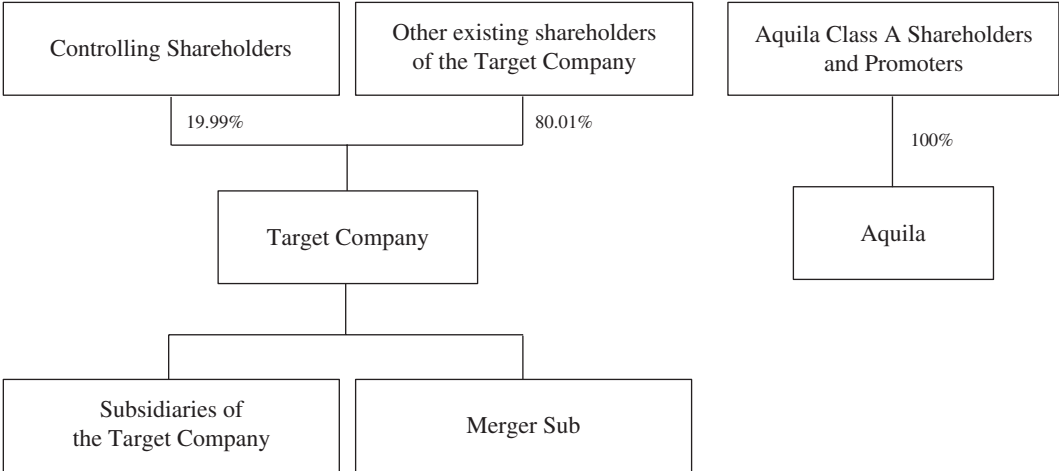 Controlling Shareholders
Other existing shareholders
of the Target Company
Aquila Class A Shareholders
and Promoters
19.99%
80.01%
100%
Target Company
Aquila
Subsidiaries of
the Target Company
Merger Sub